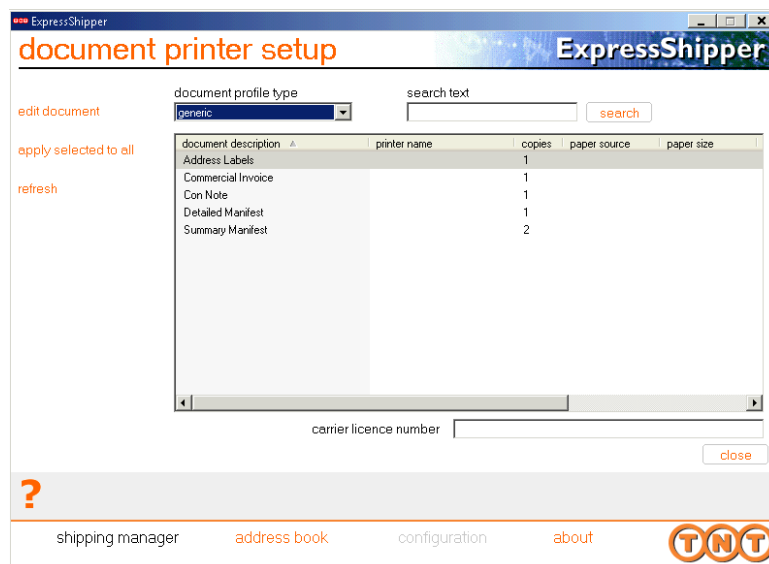 ExpressShipper
document printer setup
ExpressShipper
document profile type
search text
edit document
generic
search
apply selected to all
refresh
document description printer name copies paper source paper size
Address Labels 1
Commercial Invoice 1
Con Note 1
Detailed Manifest 1
Summary Manifest 2
carrier licence number
close
?
shipping manager address book configuration about
TNT